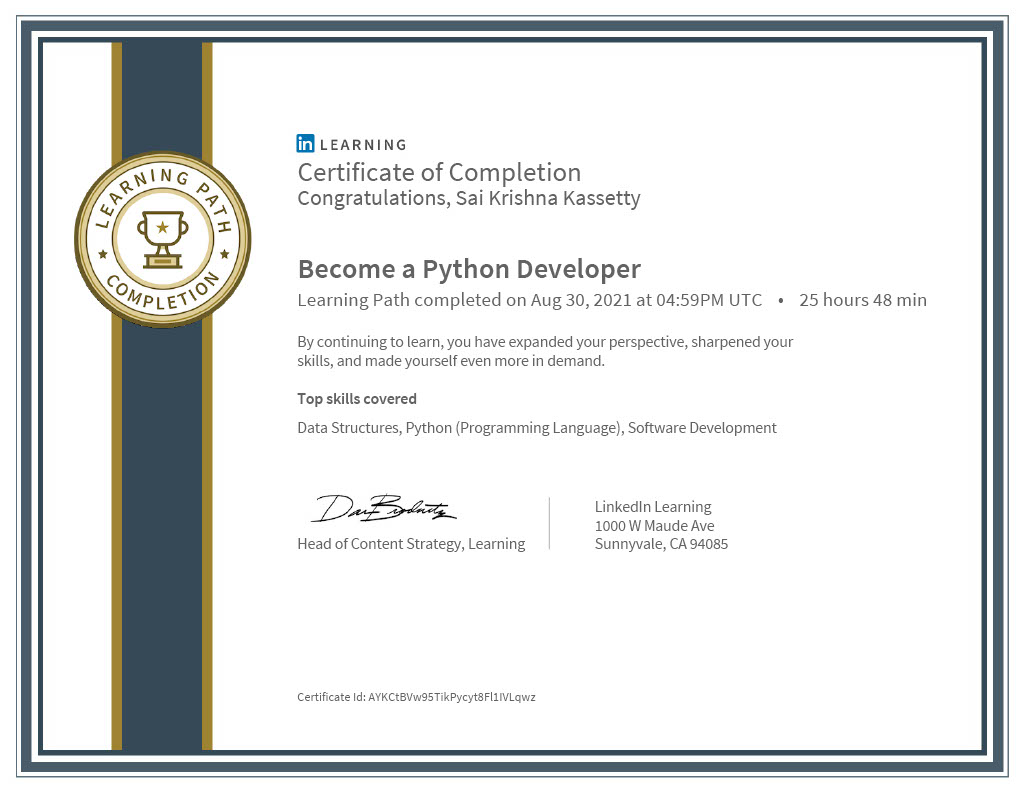 LEARNING PATH
COMPLETION
in LEARNING
Certificate of Completion
Congratulations, Sai Krishna Kassetty
Become a Python Developer
Learning Path completed on Aug 30, 2021 at 04:59PM UTC • 25 hours 48 min
By continuing to learn, you have expanded your perspective, sharpened your
skills, and made yourself even more in demand.
Top skills covered
Data Structures, Python (Programming Language), Software Development
Head of Content Strategy, Learning
LinkedIn Learning
1000 W Maude Ave
Sunnyvale, CA 94085
Certificate Id: AYKCtBVw95TikPycyt8Fl1IVLqwz